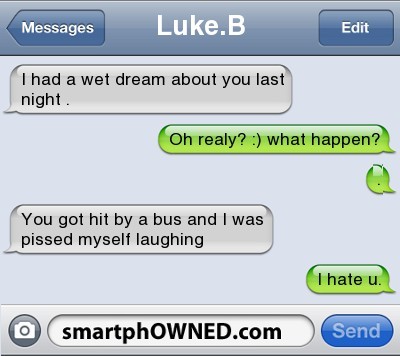 Messages
Luke.B
Edit
I had a wet dream about you last
night .
Oh realy? :) what happen?
.
You got hit by a bus and I was
pissed myself laughing
I hate u.
smartphOWNED.com
Send